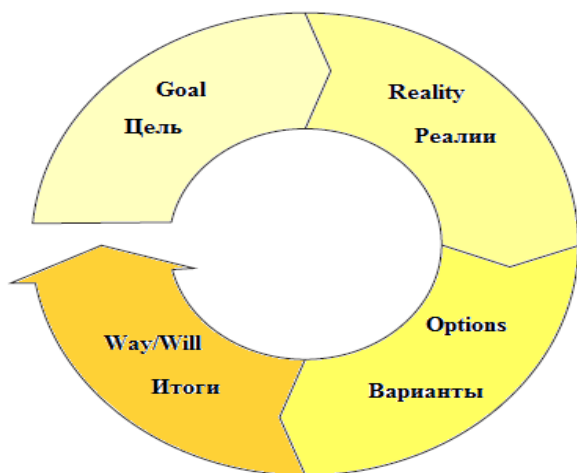 Goal
Цель
Reality
Реалии
Options
Варианты
Way/Will
Итоги